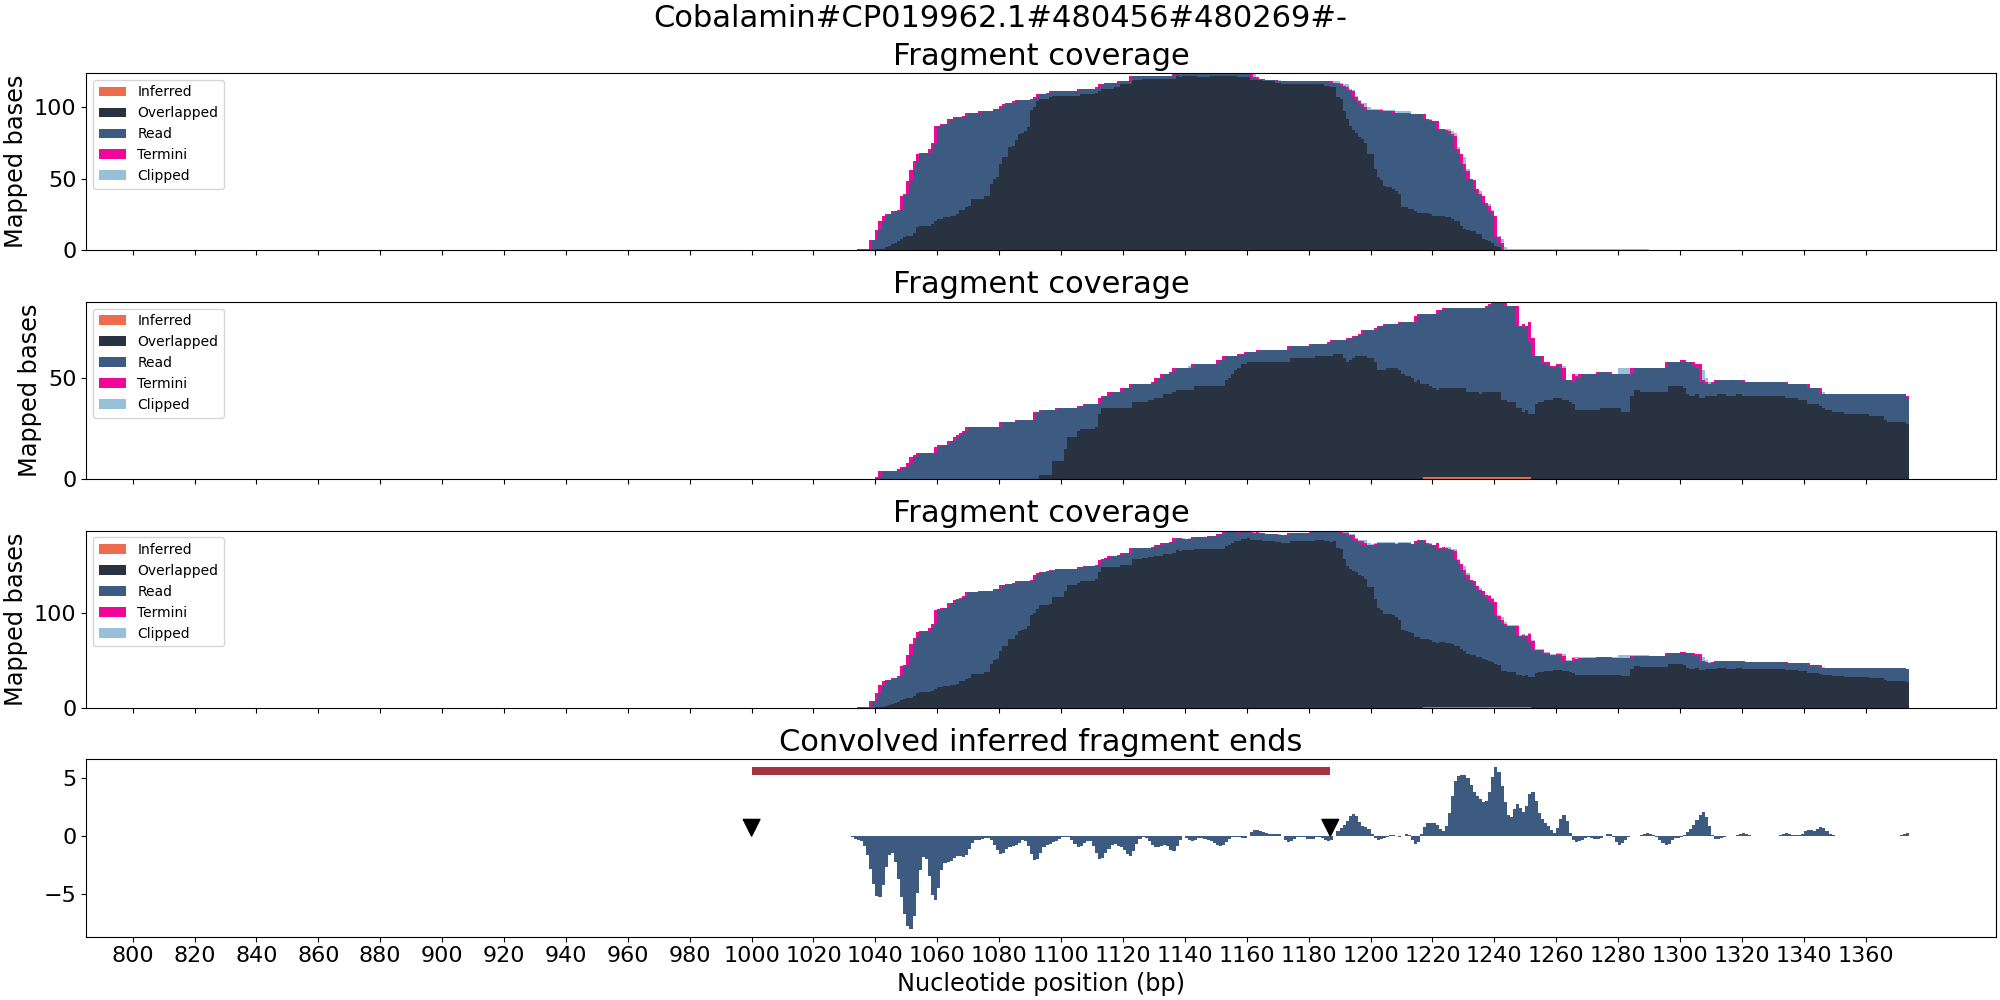 Cobalamin#CP019962.1#480456#480269#-
Fragment coverage
Mapped bases
100
50
0
Inferred
Overlapped
Read
Termini
Clipped
Fragment coverage
Mapped bases
50
0
Inferred
Overlapped
Read
Termini
Clipped
Fragment coverage
Mapped bases
100
0
Inferred
Overlapped
Read
Termini
Clipped
Convolved inferred fragment ends
5
0
−5
800 820 840 860 880 900 920 940 960 980 1000 1020 1040 1060 1080 1100 1120 1140 1160 1180 1200 1220 1240 1260 1280 1300 1320 1340 1360
Nucleotide position (bp)